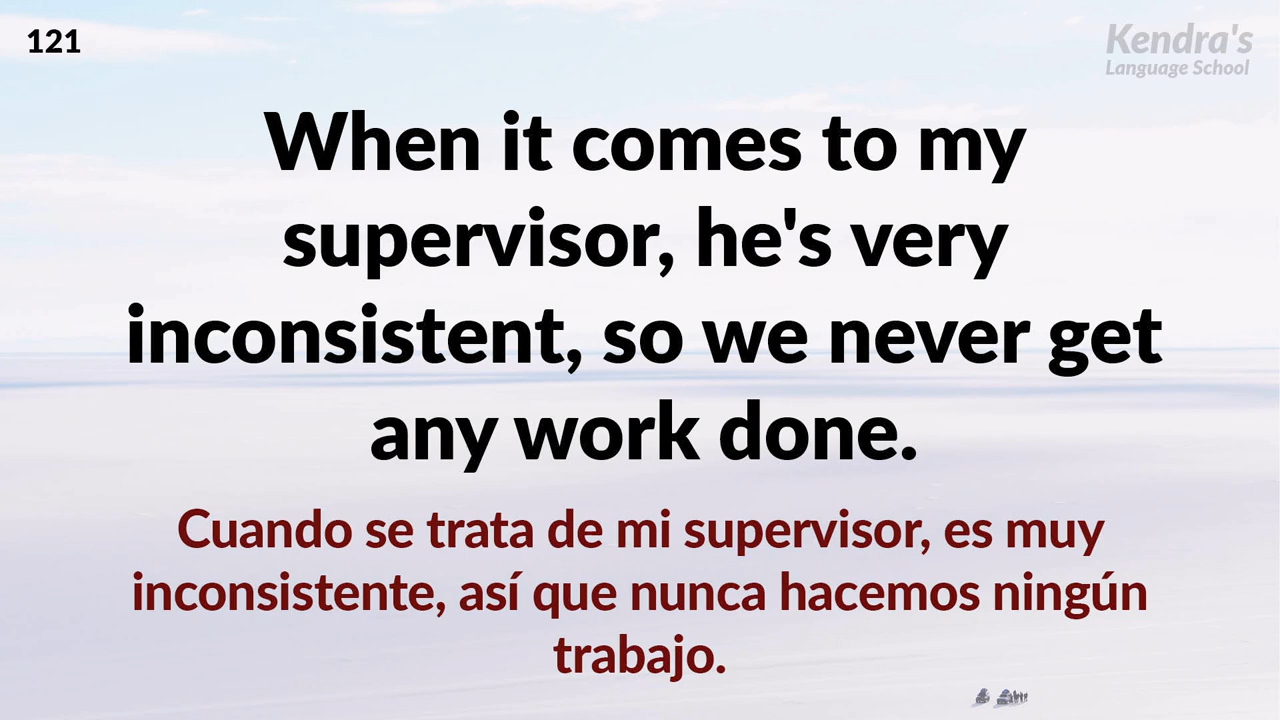 121
Kendra's
Language School
When it comes to my
supervisor, he's very
inconsistent, so we never get
any work done.
Cuando se trata de mi supervisor, es muy
inconsistente, así que nunca hacemos ningún
trabajo.